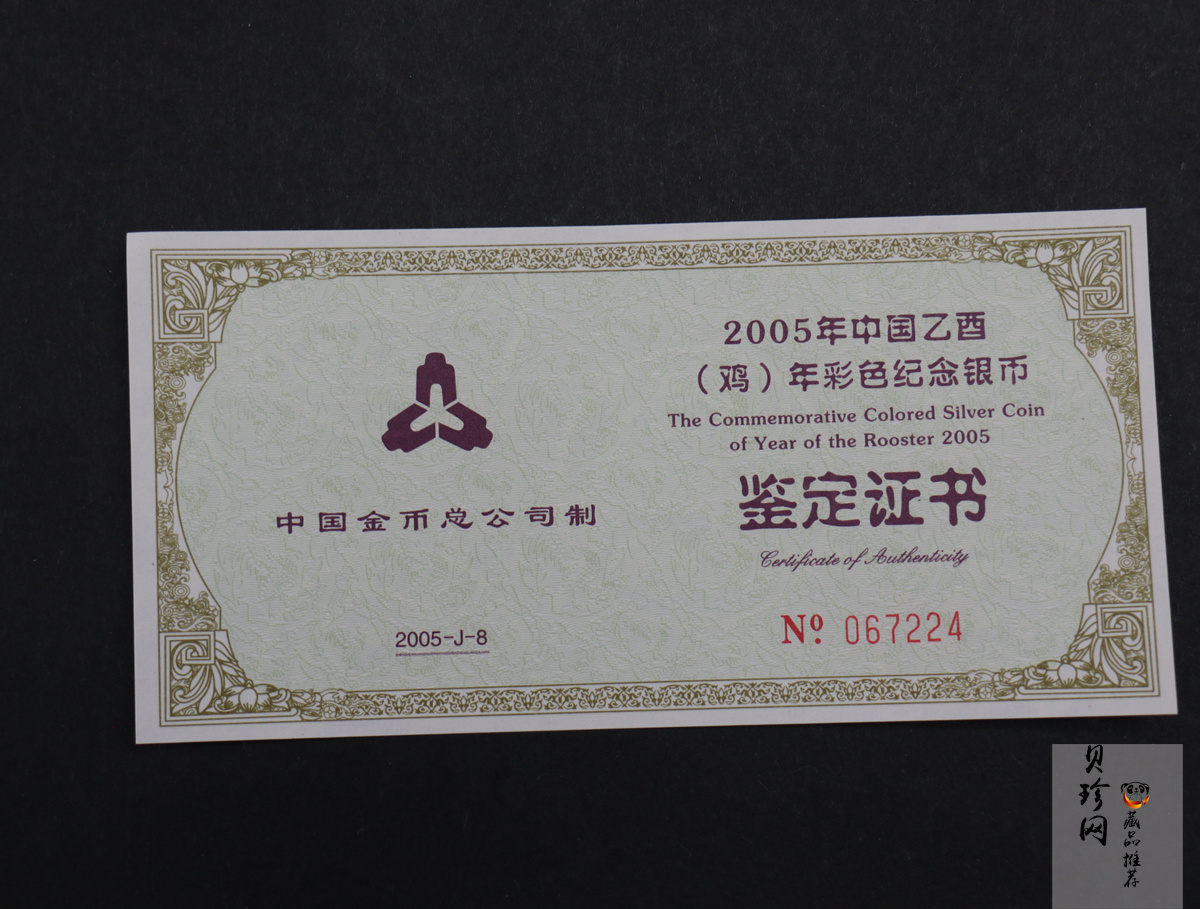 中国金币总公司制
2005-J-8
2005年中国乙酉
（鸡）年彩色纪念银币
The Commemorative Colored Silver Coin
of Year of the Rooster 2005
鉴定证书
Certificate of Authenticity
Nº 067224
贝珍网
藏品推荐